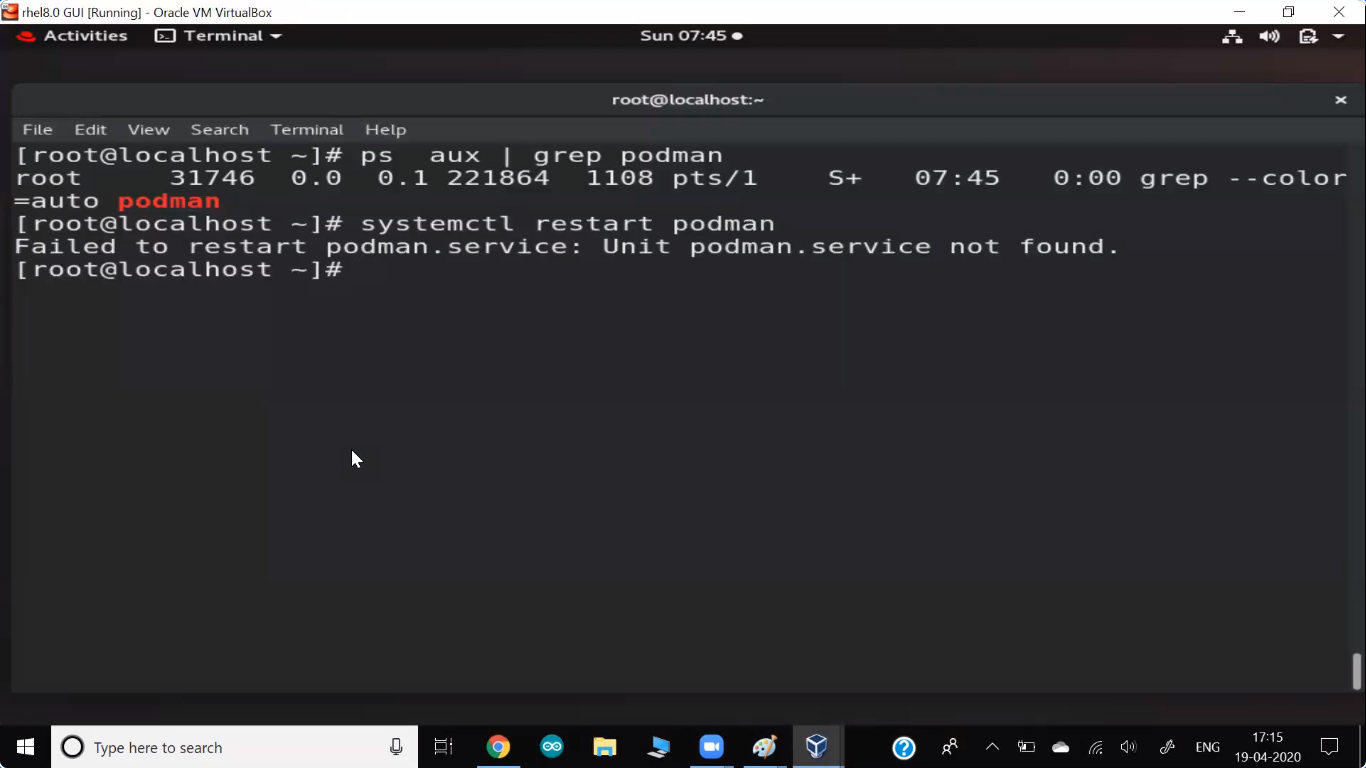 rhel8.0 GUI [Running] - Oracle VM VirtualBox
Activities Terminal Sun 07:45
root@localhost:~
File Edit View Search Terminal Help
[root@localhost ~]# ps  aux | grep podman
root     31746  0.0  0.1 221864  1108 pts/1    S+   07:45   0:00 grep --color
=auto podman
[root@localhost ~]# systemctl restart podman
Failed to restart podman.service: Unit podman.service not found.
[root@localhost ~]#
Type here to search
ENG
17:15
19-04-2020